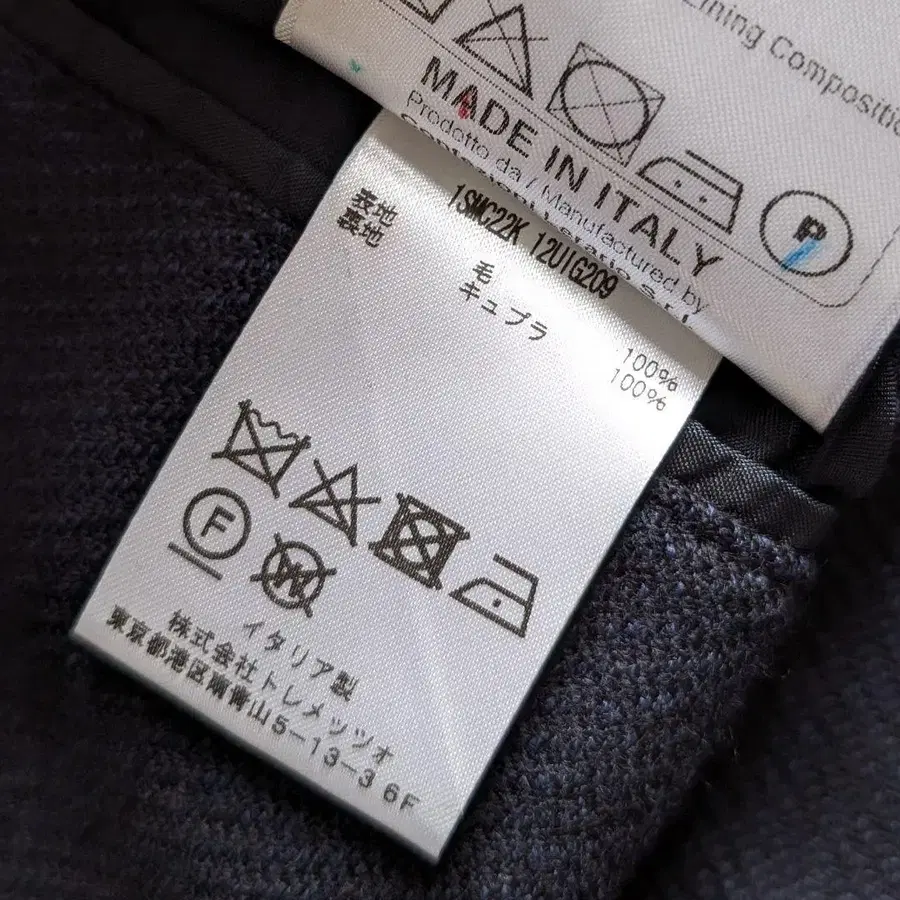 Lining Composition
MADE IN ITALY
Prodotto da / Manufactured by
P
1SMC22K 12UIG209
表地 毛 100%
裏地 キュプラ 100%
F
W
イタリア製
株式会社トレメッツォ
東京都港区南青山5-13-3 6F